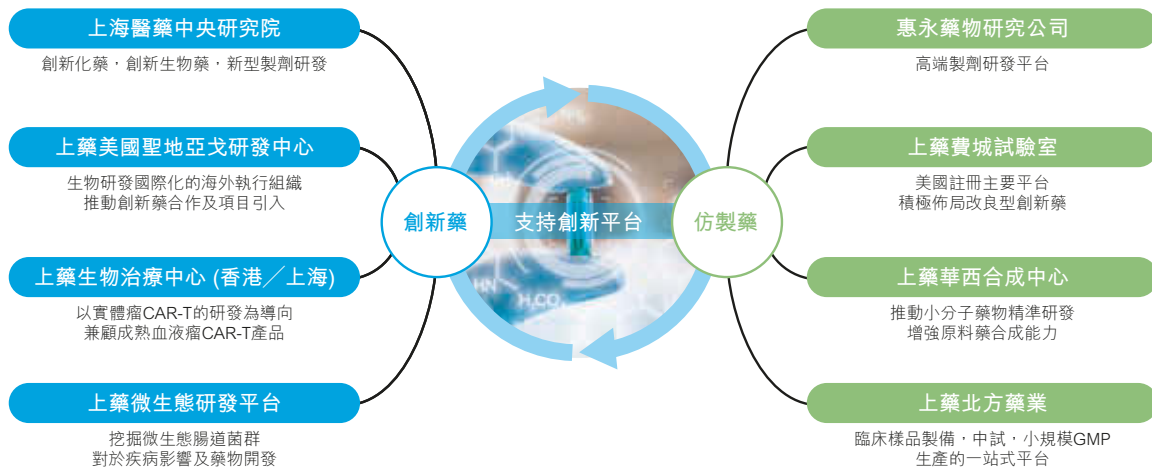 上海醫藥中央研究院
創新化藥，創新生物藥，新型製劑研發
上藥美國聖地亞戈研發中心
生物研發國際化的海外執行組織
推動創新藥合作及項目引入
上藥生物治療中心 (香港／上海)
以實體瘤CAR-T的研發為導向
兼顧成熟血液瘤CAR-T產品
上藥微生態研發平台
挖掘微生態腸道菌群
對於疾病影響及藥物開發
創新藥
支持創新平台
仿製藥
HN
H₃CO
惠永藥物研究公司
高端製劑研發平台
上藥費城試驗室
美國註冊主要平台
積極佈局改良型創新藥
上藥華西合成中心
推動小分子藥物精準研發
增強原料藥合成能力
上藥北方藥業
臨床樣品製備，中試，小規模GMP
生產的一站式平台